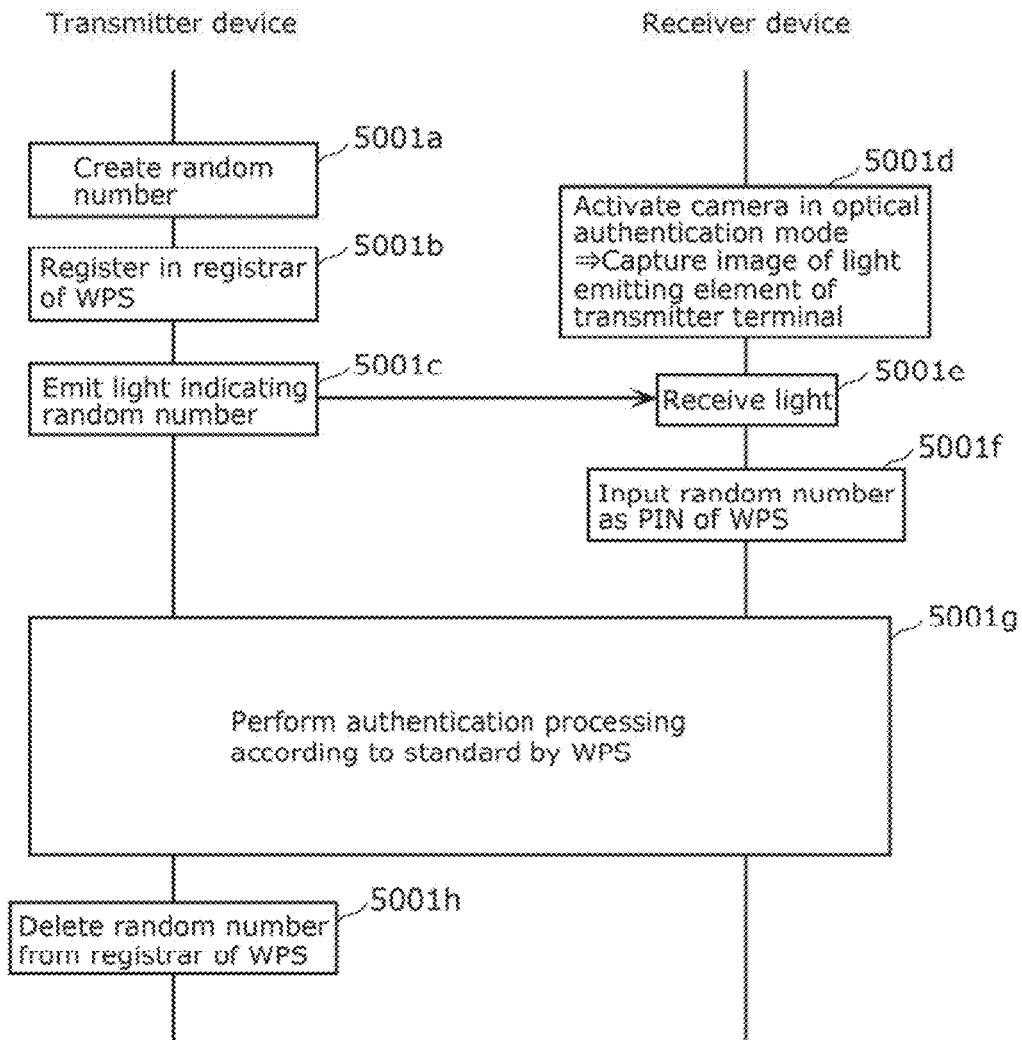 Transmitter device
Receiver device
5001a
Create random
number
5001b
Register in registrar
of WPS
5001c
Emit light indicating
random number
5001d
Activate camera in optical
authentication mode
⇒Capture image of light
emitting element of
transmitter terminal
5001e
Receive light
5001f
Input random number
as PIN of WPS
5001g
Perform authentication processing
according to standard by WPS
5001h
Delete random number
from registrar of WPS